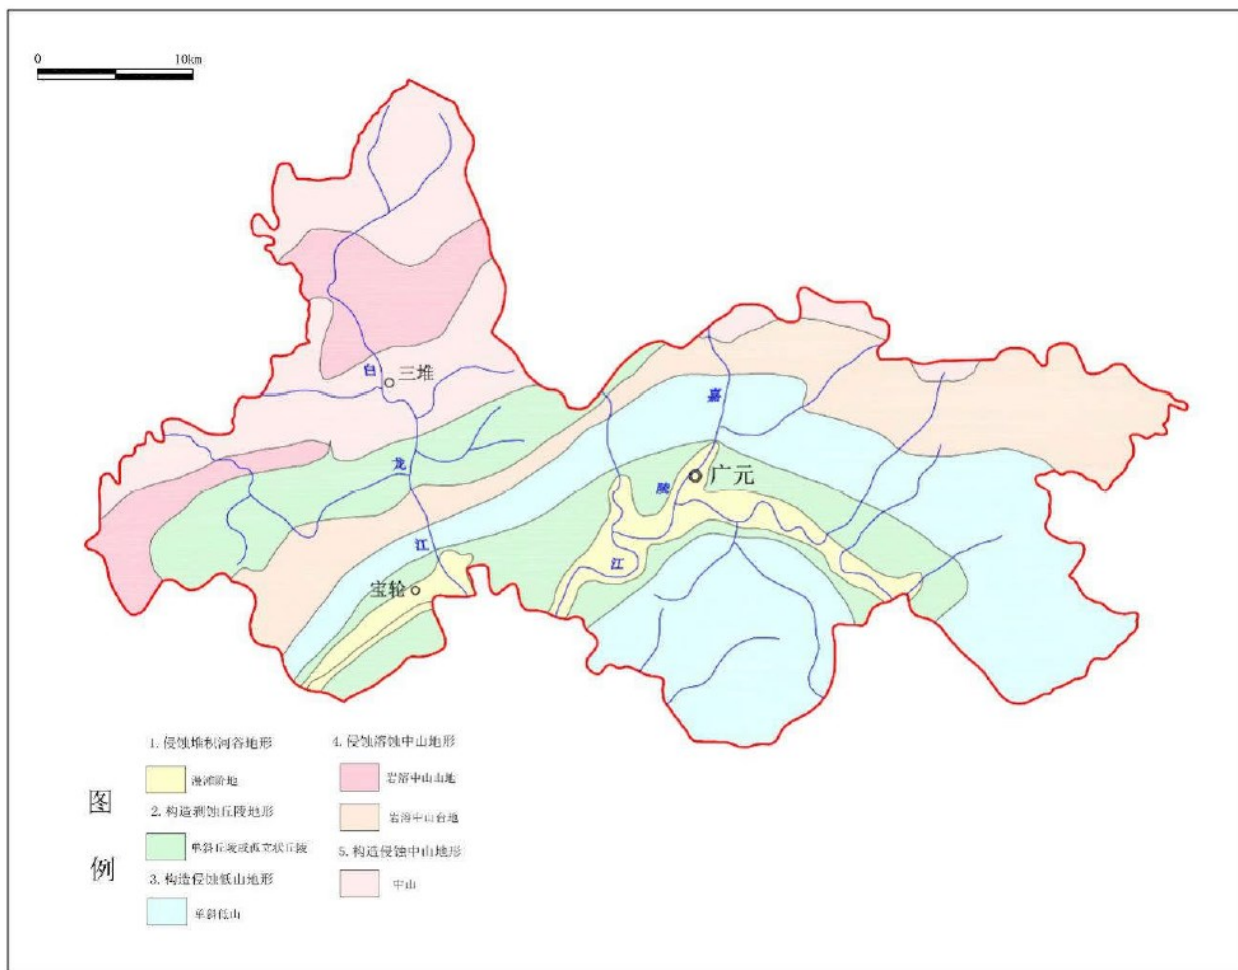 0 10km
白
三堆
嘉
龙
陵
广元
江
江
宝轮
图例
1. 侵蚀堆积河谷地形
漫滩阶地
2. 构造剥蚀丘陵地形
单斜丘陵或孤立状丘陵
3. 构造侵蚀低山地形
单斜低山
4. 侵蚀溶蚀中山地形
岩溶中山山地
岩溶中山台地
5. 构造侵蚀中山地形
中山